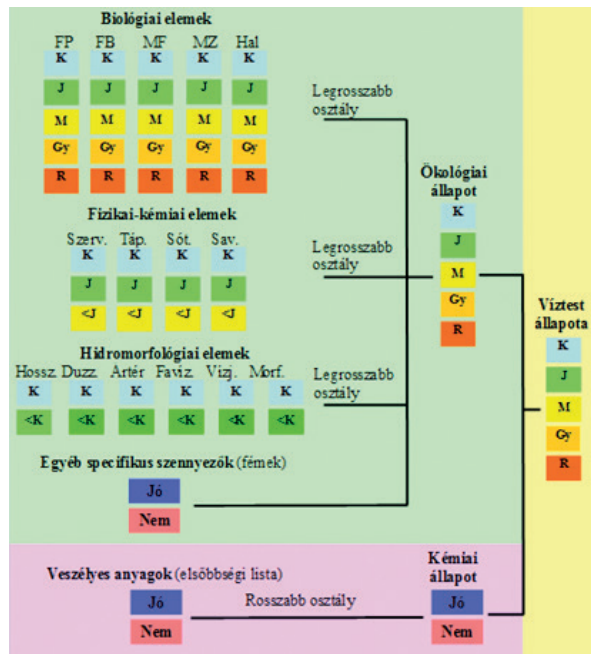 Biológiai elemek
FP FB MF MZ Hal
K K K K K
J J J J J
M M M M M
Gy Gy Gy Gy Gy
R R R R R
Legrosszabb
osztály
Fizikai-kémiai elemek
Szerv. Táp. Sót. Sav.
K K K K
J J J J
<J <J <J <J
Legrosszabb
osztály
Hidromorfológiai elemek
Hossz. Duzz. Artér Faviz. Vizj. Morf.
K K K K K K
<K <K <K <K <K <K
Legrosszabb
osztály
Egyéb specifikus szennyezők (fémek)
Jó
Nem
Ökológiai
állapot
K
J
M
Gy
R
Veszélyes anyagok (elsőbbségi lista)
Jó
Nem
Rosszabb osztály
Kémiai
állapot
Jó
Nem
Víztest
állapota
K
J
M
Gy
R